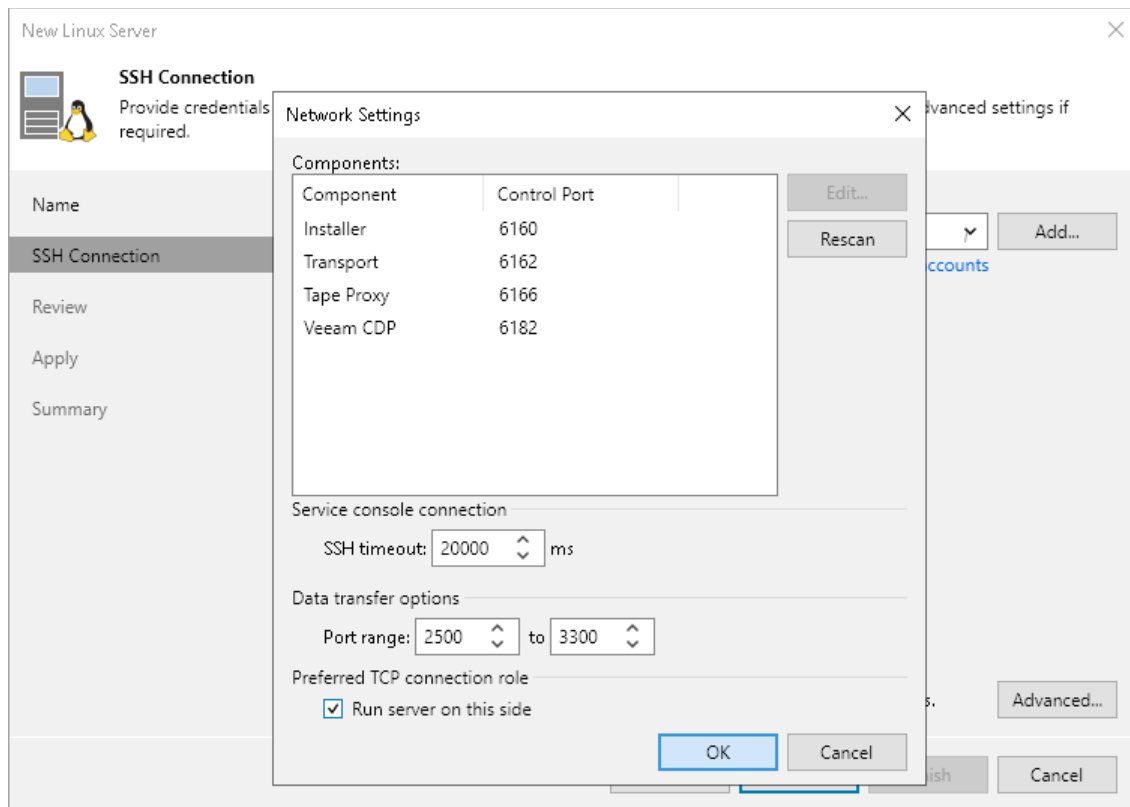 New Linux Server
SSH Connection
Provide credentials
dvanced settings if
required.
Network Settings
Components:
Component Control Port
Installer 6160
Transport 6162
Tape Proxy 6166
Veeam CDP 6182
Edit...
Rescan
Name
SSH Connection
Review
Apply
Summary
Add...
ccounts
Service console connection
SSH timeout: 20000 ms
Data transfer options
Port range: 2500 to 3300
Preferred TCP connection role
Run server on this side
s.
Advanced...
OK
Cancel
ish
Cancel